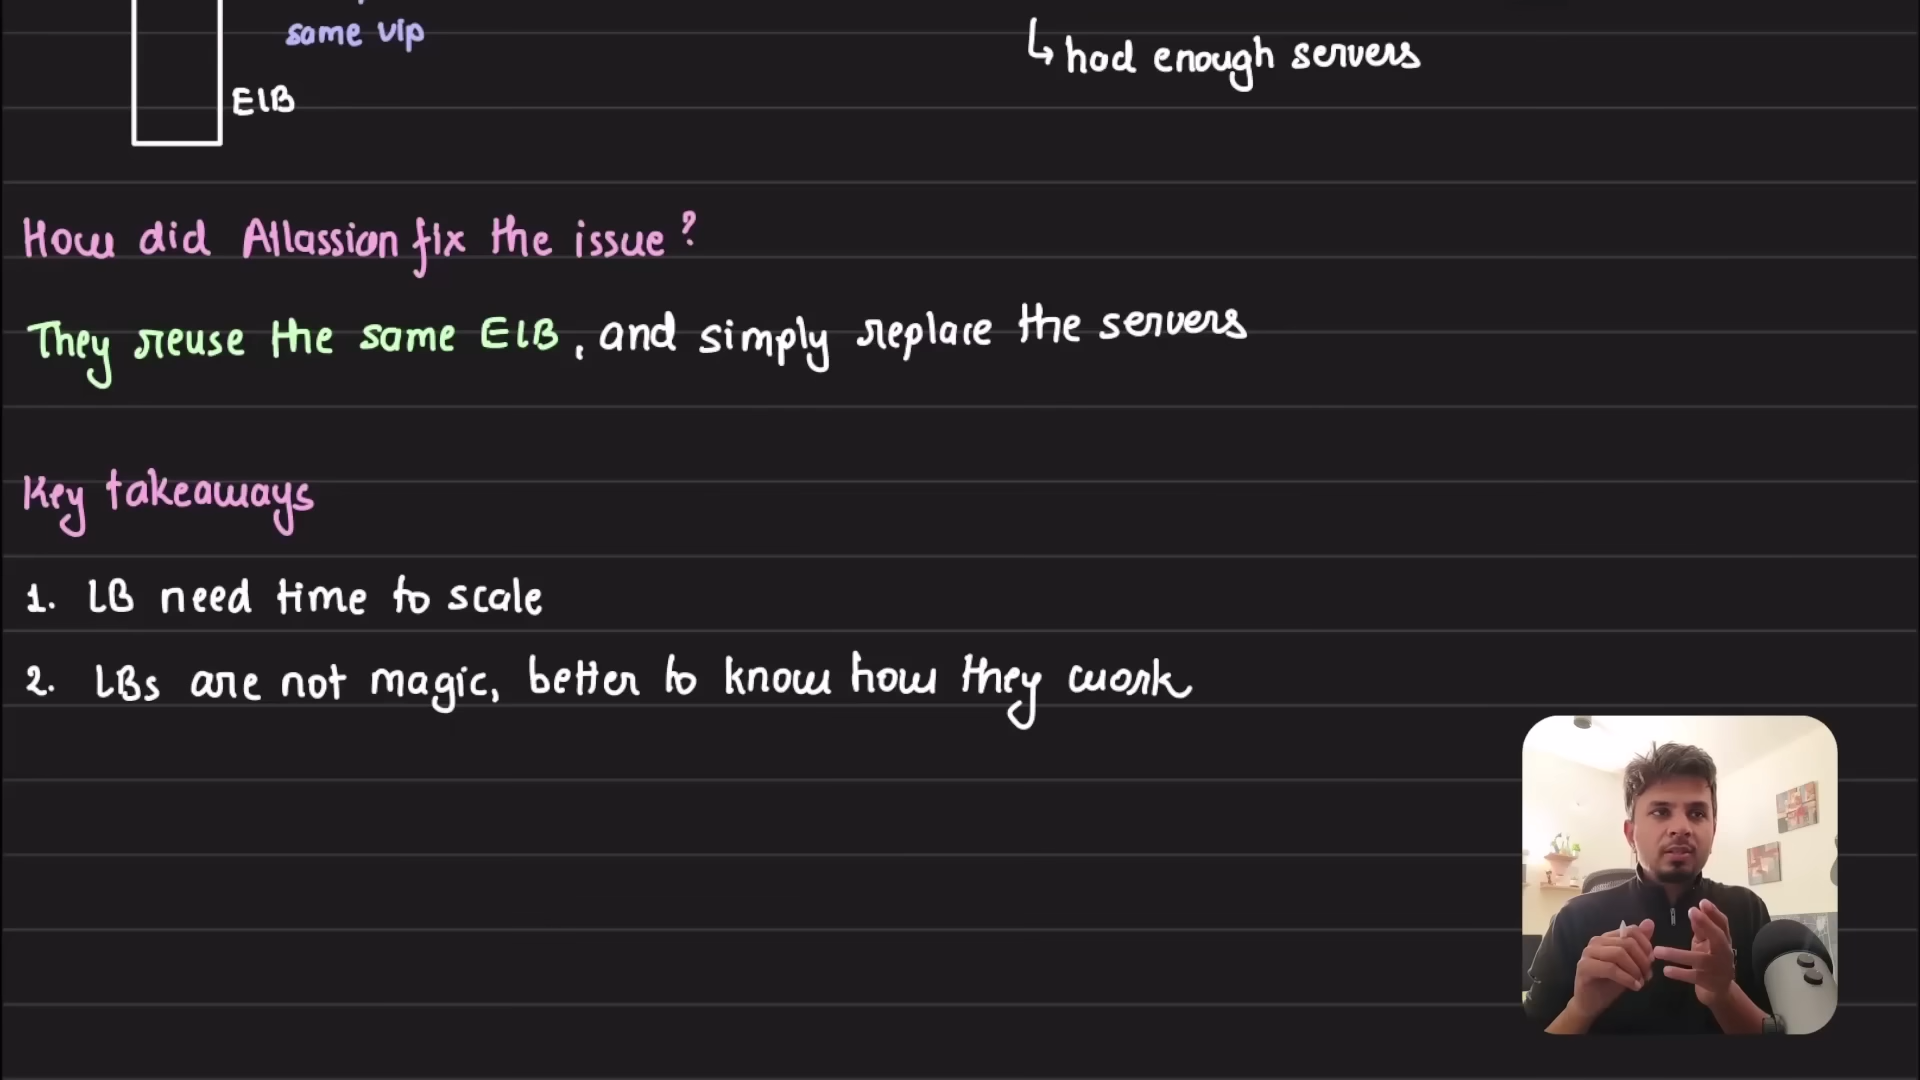 same vip
↳ had enough servers
ELB
How did Atlassian fix the issue?
They reuse the same ELB, and simply replace the servers
Key takeaways
1. LB need time to scale
2. LBs are not magic, better to know how they work